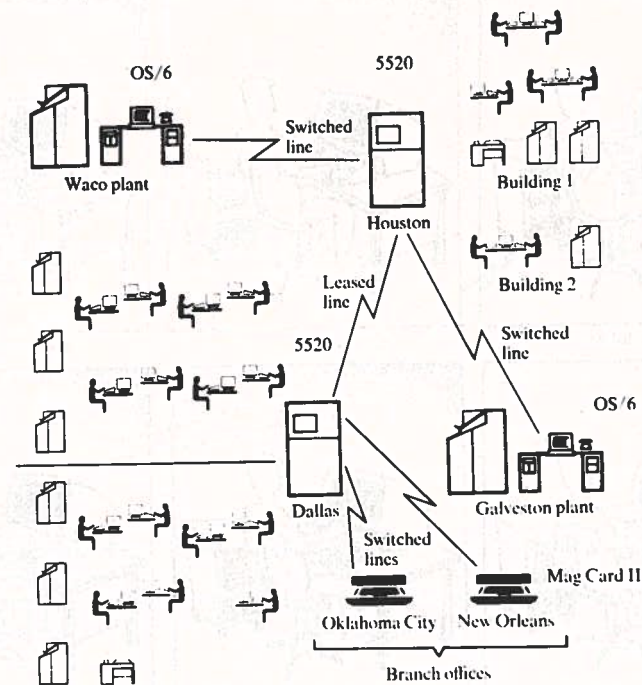 OS/6
5520
Switched
line
Waco plant
Houston
Building 1
Building 2
Leased
line
5520
Switched
line
OS/6
Dallas
Galveston plant
Switched
lines
Mag Card II
Oklahoma City
New Orleans
Branch offices